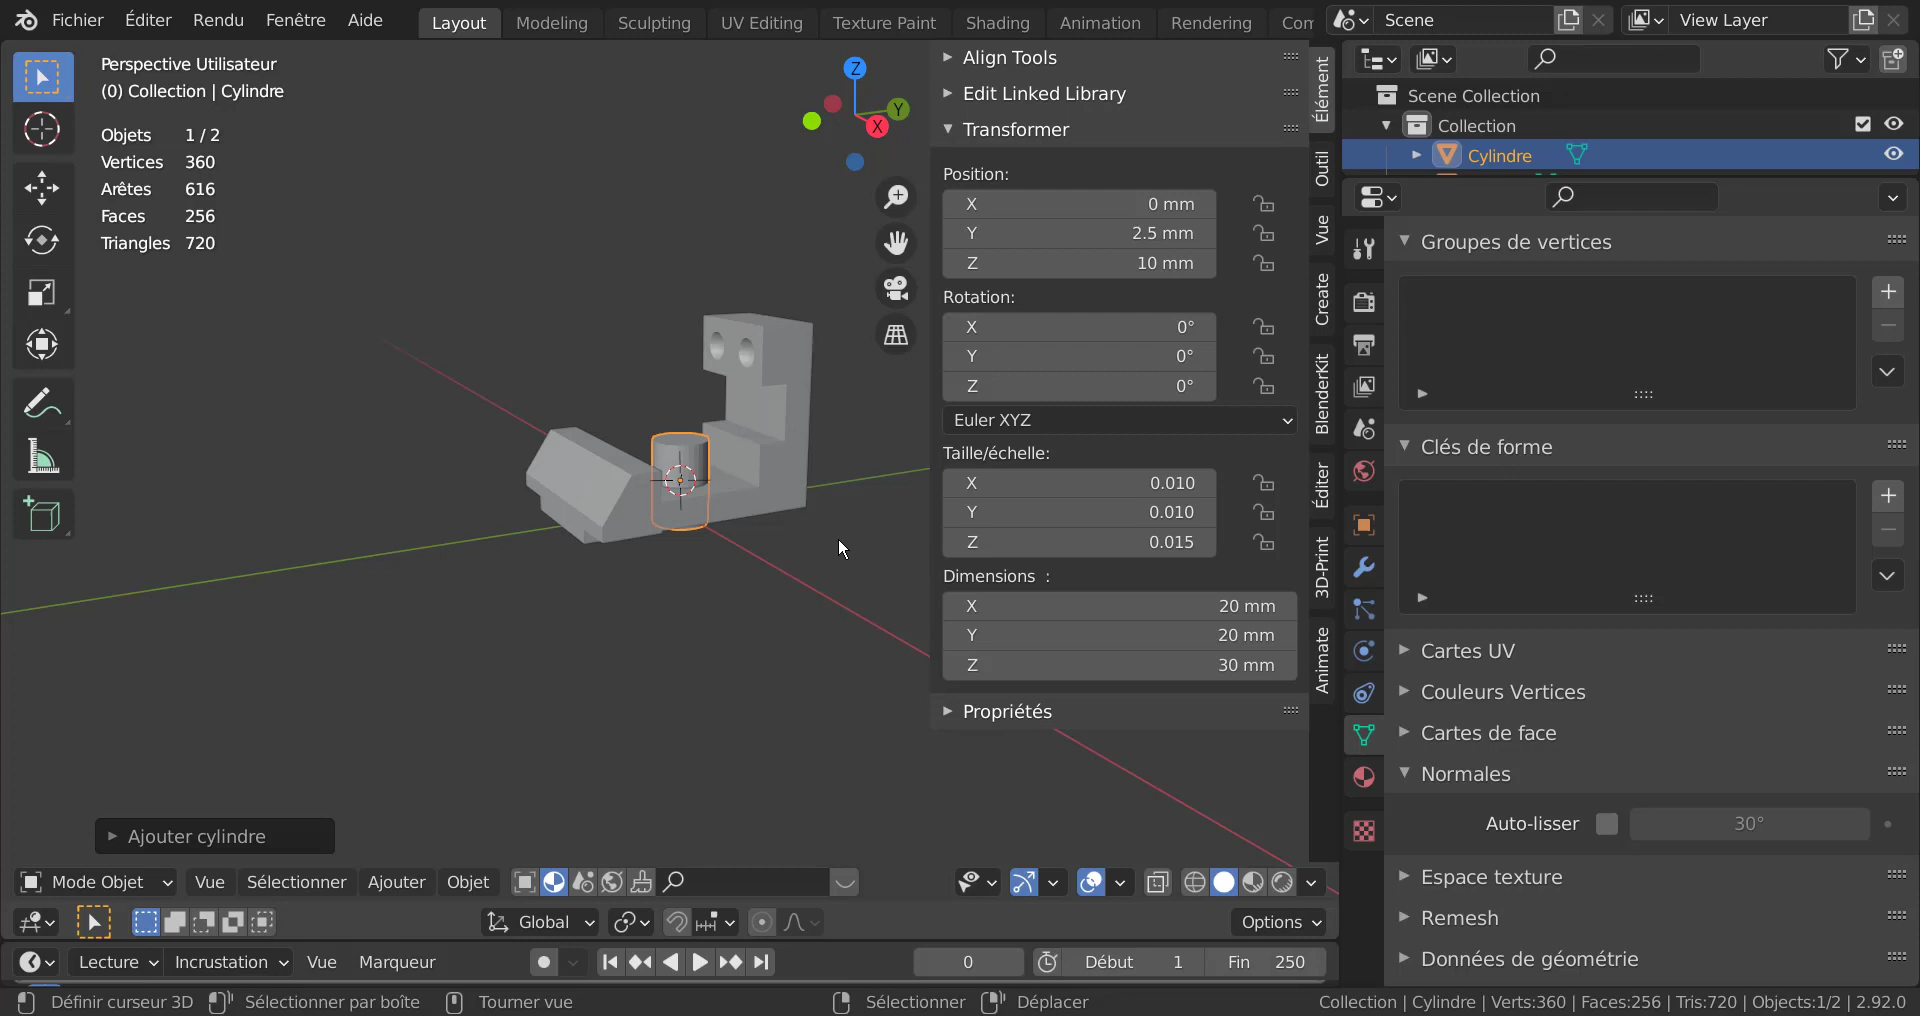 Fichier Éditer Rendu Fenêtre Aide Layout Modeling Sculpting UV Editing Texture Paint Shading Animation Rendering Com Scene View Layer
Perspective Utilisateur
(0) Collection | Cylindre
Objets 1 / 2
Vertices 360
Arêtes 616
Faces 256
Triangles 720
Z
Y
X
Align Tools
Edit Linked Library
Transformer
Position:
X 0 mm
Y 2.5 mm
Z 10 mm
Rotation:
X 0°
Y 0°
Z 0°
Euler XYZ
Taille/échelle:
X 0.010
Y 0.010
Z 0.015
Dimensions :
X 20 mm
Y 20 mm
Z 30 mm
Propriétés
Élément
Outil
Vue
Create
BlenderKit
Éditer
3D-Print
Animate
Scene Collection
Collection
Cylindre
Groupes de vertices
Clés de forme
Cartes UV
Couleurs Vertices
Cartes de face
Normales
Auto-lisser 30°
Espace texture
Remesh
Données de géométrie
Ajouter cylindre
Mode Objet Vue Sélectionner Ajouter Objet
Global Options
Lecture Incrustation Vue Marqueur 0 Début 1 Fin 250
Définir curseur 3D Sélectionner par boîte Tourner vue Sélectionner Déplacer Collection | Cylindre | Verts:360 | Faces:256 | Tris:720 | Objects:1/2 | 2.92.0